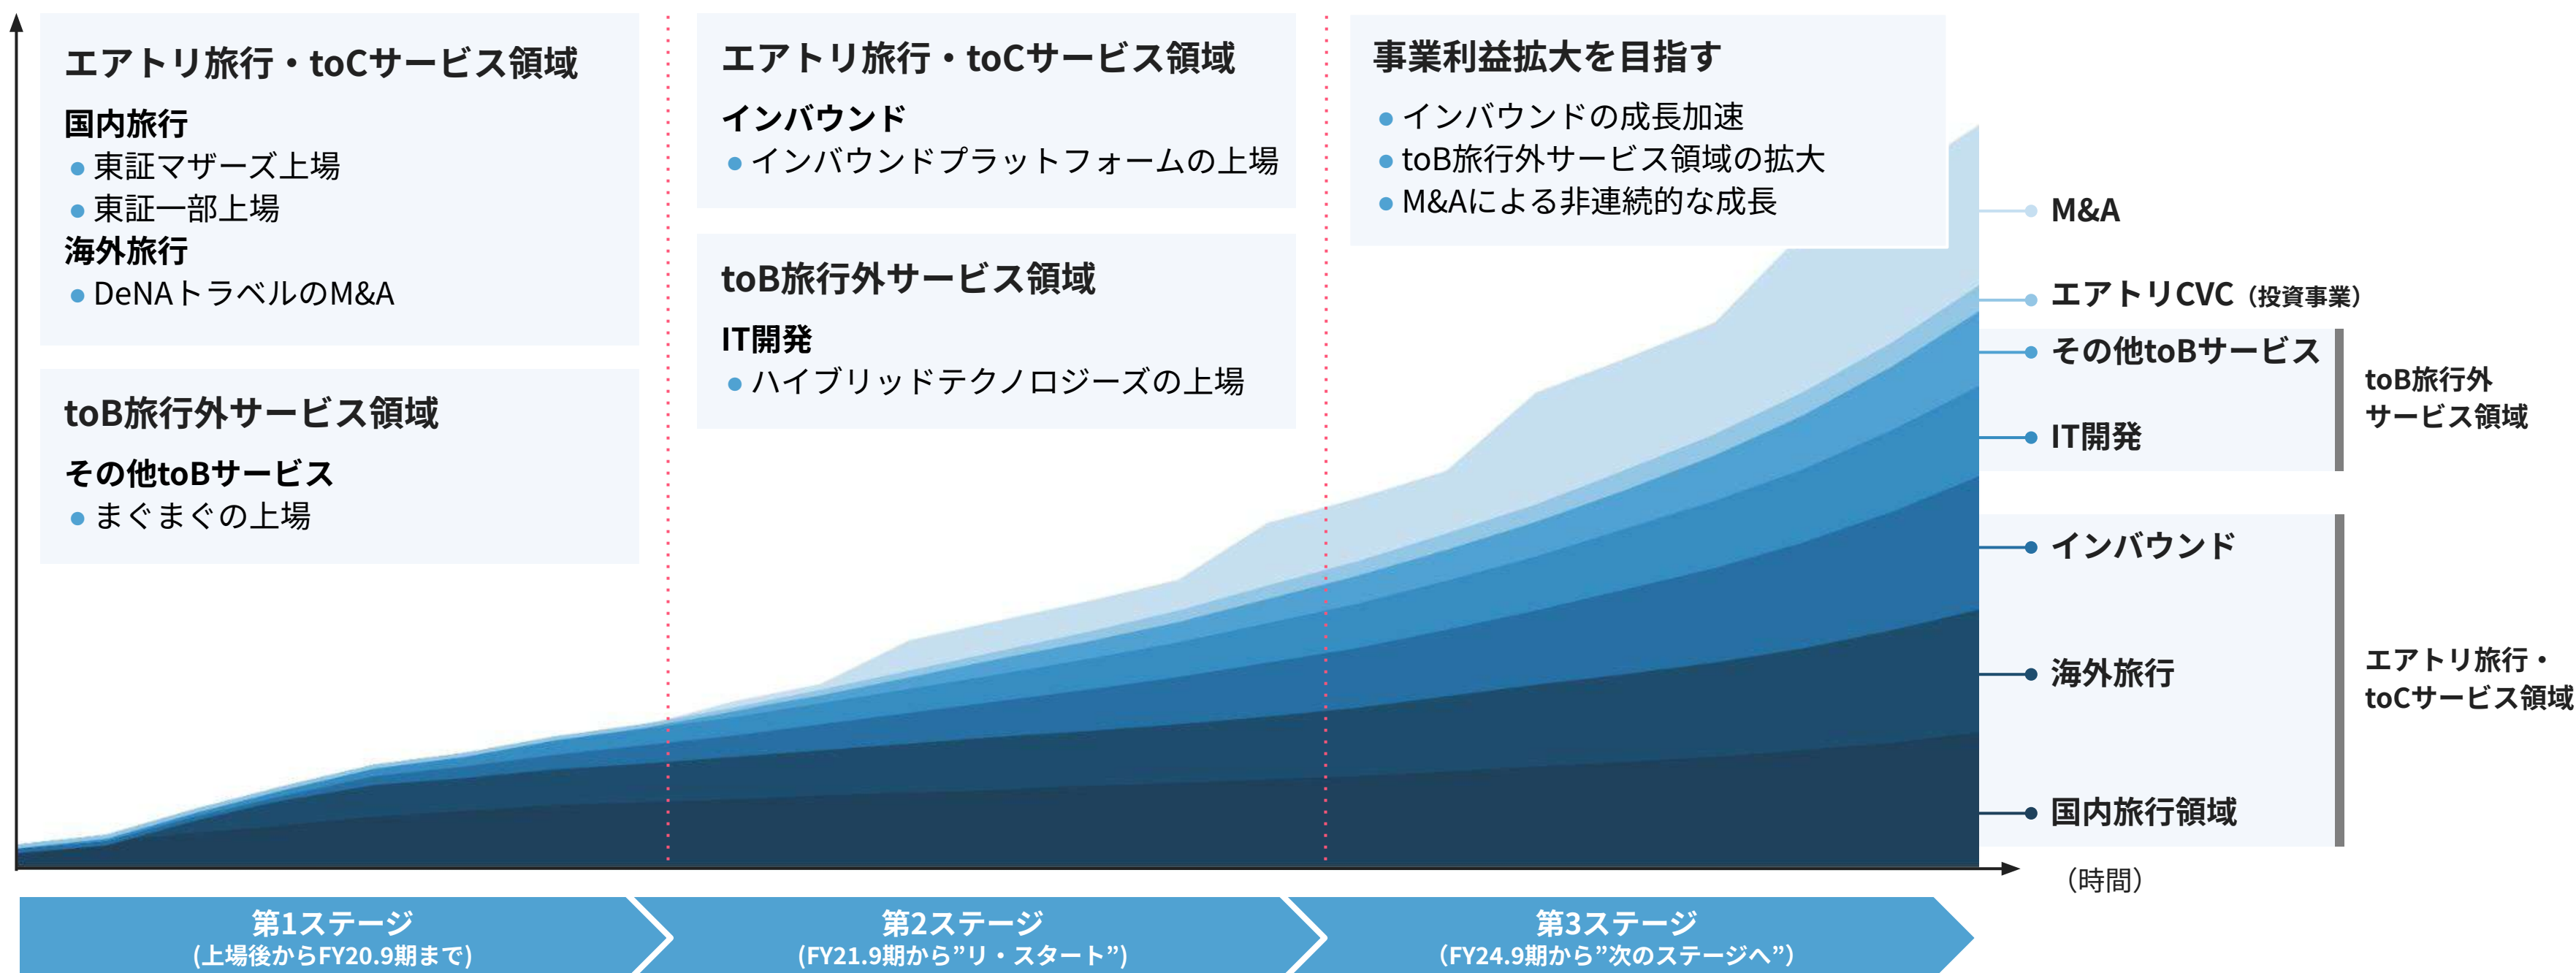 エアトリ旅行・toCサービス領域
国内旅行
● 東証マザーズ上場
● 東証一部上場
海外旅行
● DeNAトラベルのM&A
toB旅行外サービス領域
その他toBサービス
● まぐまぐの上場
エアトリ旅行・toCサービス領域
インバウンド
● インバウンドプラットフォームの上場
toB旅行外サービス領域
IT開発
● ハイブリッドテクノロジーズの上場
事業利益拡大を目指す
● インバウンドの成長加速
● toB旅行外サービス領域の拡大
● M&Aによる非連続的な成長
M&A
エアトリCVC（投資事業）
その他toBサービス
IT開発
toB旅行外
サービス領域
インバウンド
海外旅行
国内旅行領域
エアトリ旅行・
toCサービス領域
（時間）
第1ステージ
(上場後からFY20.9期まで)
第2ステージ
(FY21.9期から”リ・スタート”)
第3ステージ
（FY24.9期から”次のステージへ”）